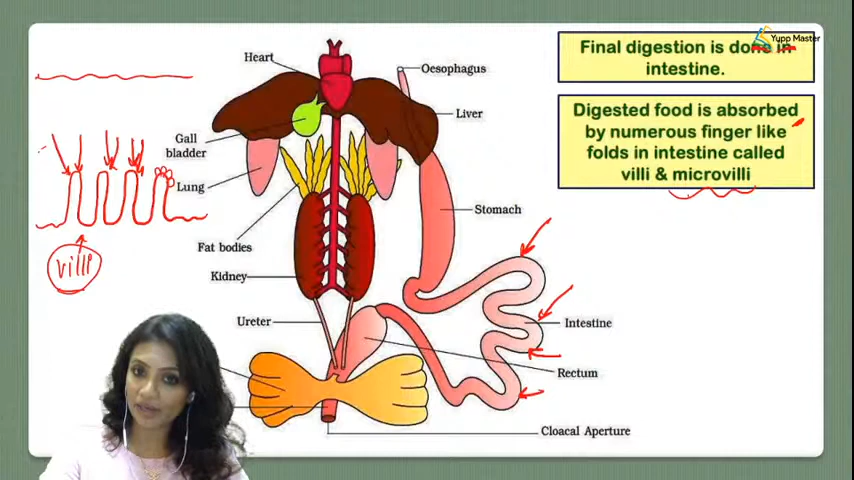 Yupp Master
Final digestion is done in
intestine.
Digested food is absorbed
by numerous finger like
folds in intestine called
villi & microvilli
Heart
Oesophagus
Liver
Gall
bladder
Lung
Stomach
Fat bodies
villi
Kidney
Ureter
Intestine
Rectum
Cloacal Aperture